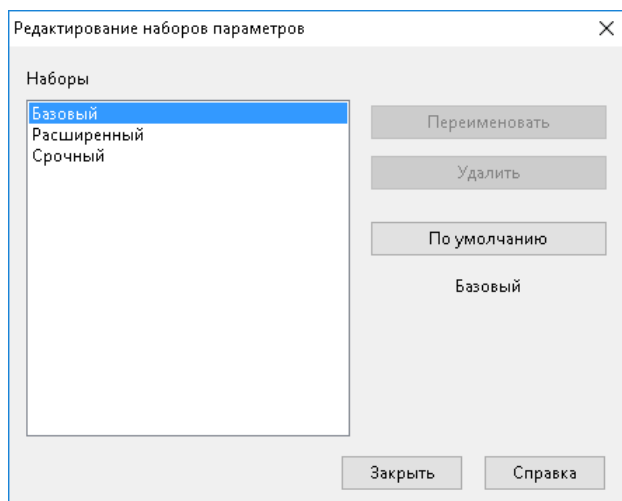 Редактирование наборов параметров
Наборы
Базовый
Расширенный
Срочный
Переименовать
Удалить
По умолчанию
Базовый
Закрыть
Справка